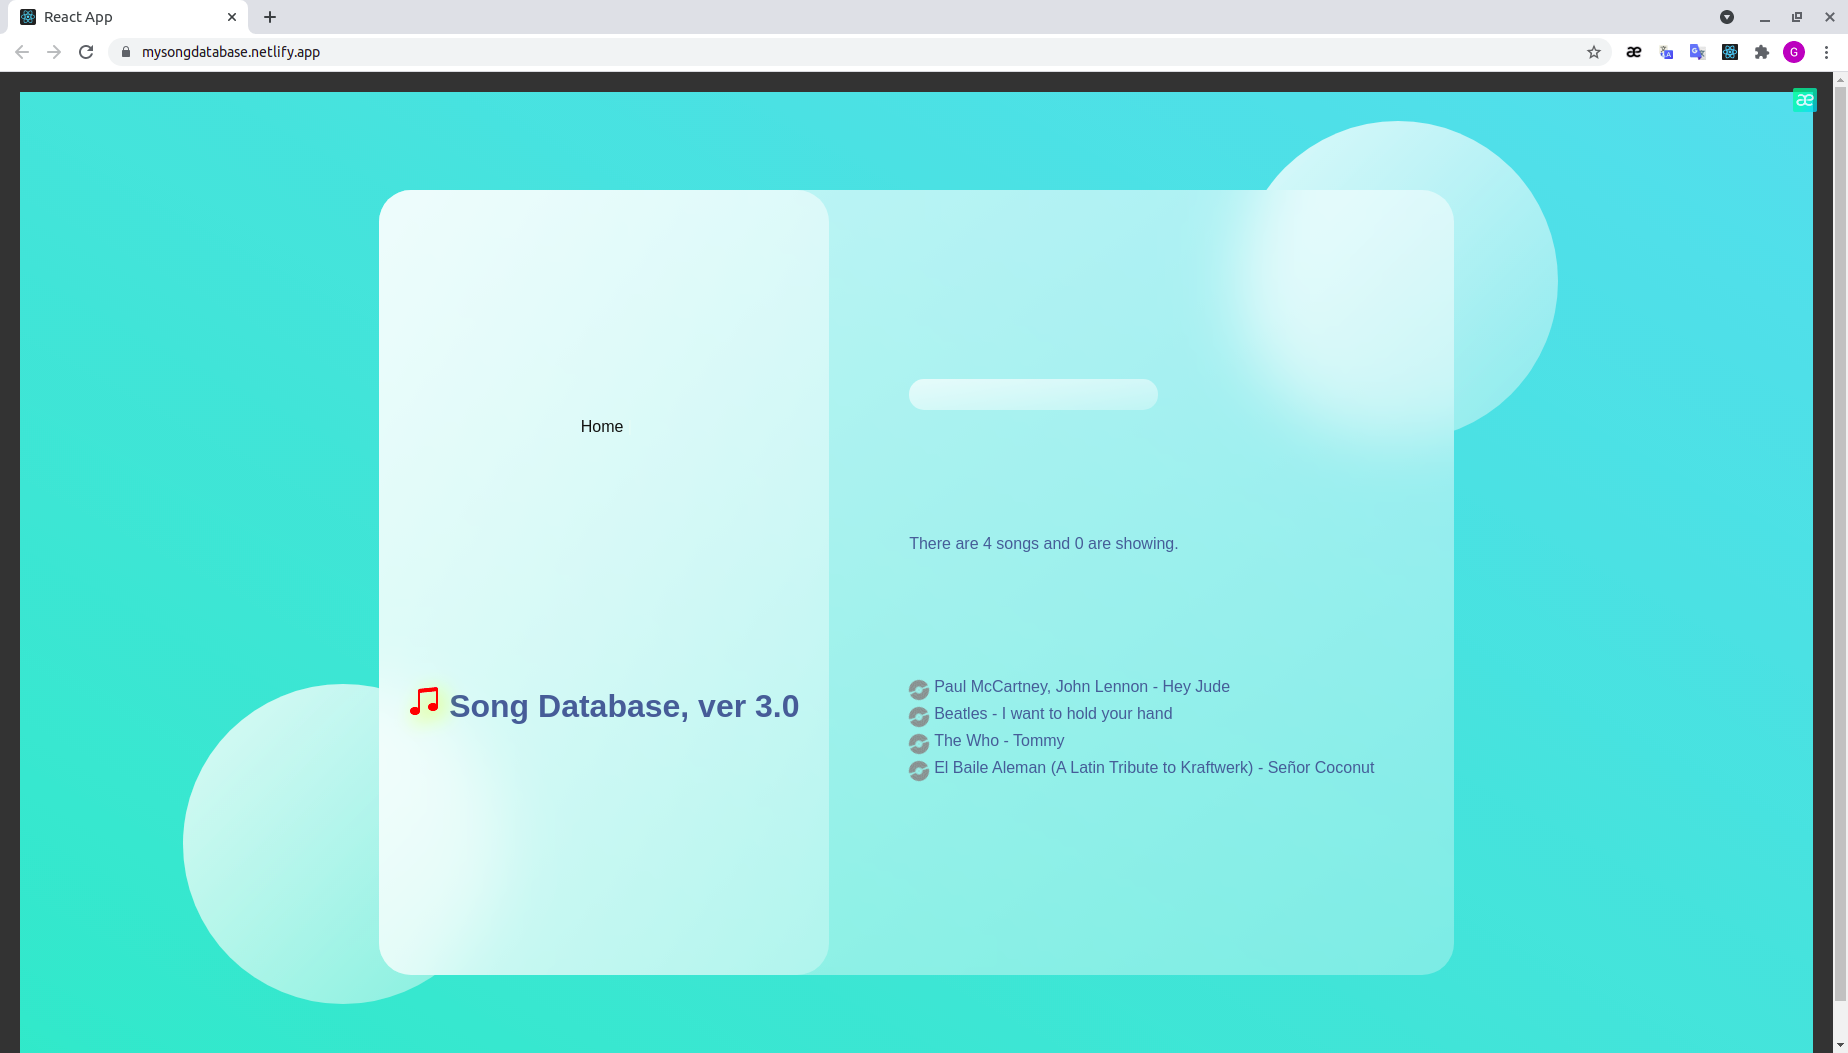 React App
mysongdatabase.netlify.app
æ
G
æ
Home
There are 4 songs and 0 are showing.
Song Database, ver 3.0
Paul McCartney, John Lennon - Hey Jude
Beatles - I want to hold your hand
The Who - Tommy
El Baile Aleman (A Latin Tribute to Kraftwerk) - Señor Coconut